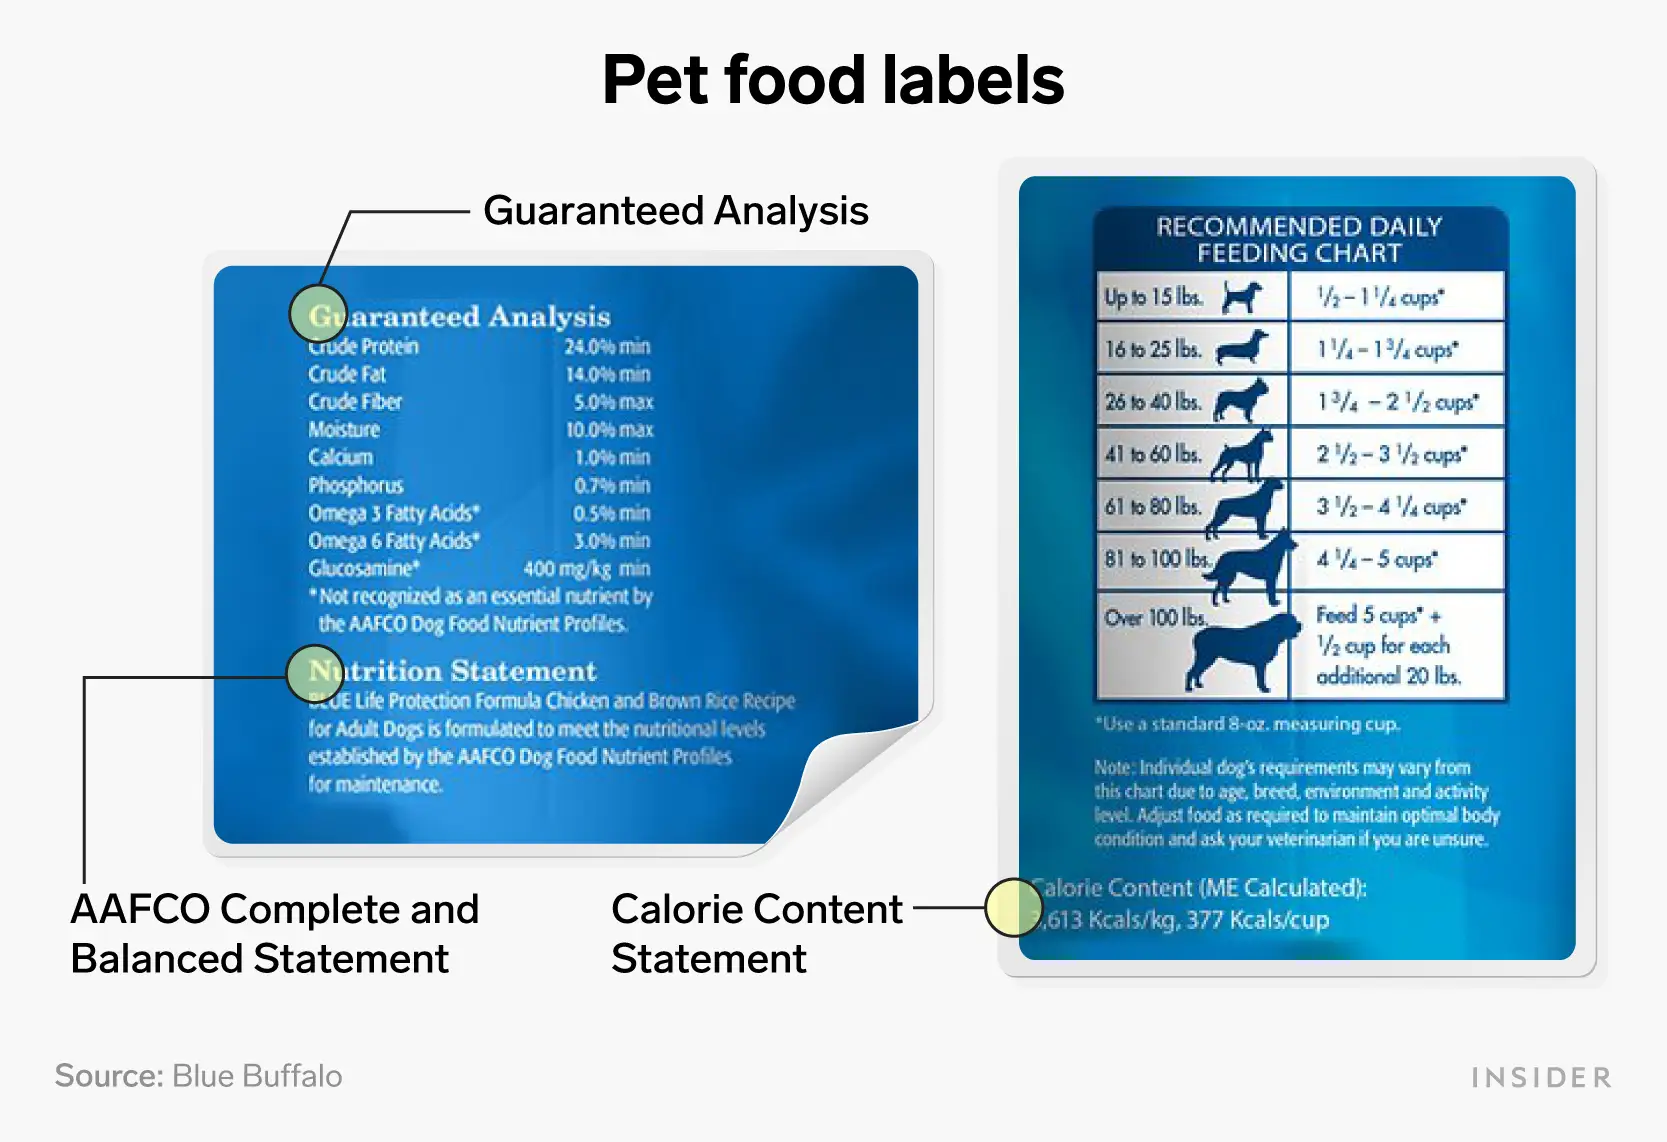 Pet food labels
Guaranteed Analysis
Guaranteed Analysis
Crude Protein 24.0% min
Crude Fat 14.0% min
Crude Fiber 5.0% max
Moisture 10.0% max
Calcium 1.0% min
Phosphorus 0.7% min
Omega 3 Fatty Acids* 0.5% min
Omega 6 Fatty Acids* 3.0% min
Glucosamine* 400 mg/kg min
*Not recognized as an essential nutrient by
the AAFCO Dog Food Nutrient Profiles.
Nutrition Statement
BLUE Life Protection Formula Chicken and Brown Rice Recipe
for Adult Dogs is formulated to meet the nutritional levels
established by the AAFCO Dog Food Nutrient Profiles
for maintenance.
AAFCO Complete and
Balanced Statement
RECOMMENDED DAILY
FEEDING CHART
Up to 15 lbs. 1/2 – 1 1/4 cups*
16 to 25 lbs. 1 1/4 – 1 3/4 cups*
26 to 40 lbs. 1 3/4 – 2 1/2 cups*
41 to 60 lbs. 2 1/2 – 3 1/2 cups*
61 to 80 lbs. 3 1/2 – 4 1/4 cups*
81 to 100 lbs. 4 1/4 – 5 cups*
Over 100 lbs. Feed 5 cups* +
1/2 cup for each
additional 20 lbs.
*Use a standard 8-oz. measuring cup.
Note: Individual dog's requirements may vary from
this chart due to age, breed, environment and activity
level. Adjust food as required to maintain optimal body
condition and ask your veterinarian if you are unsure.
Calorie Content (ME Calculated):
3,613 Kcals/kg, 377 Kcals/cup
Calorie Content
Statement
Source: Blue Buffalo
INSIDER